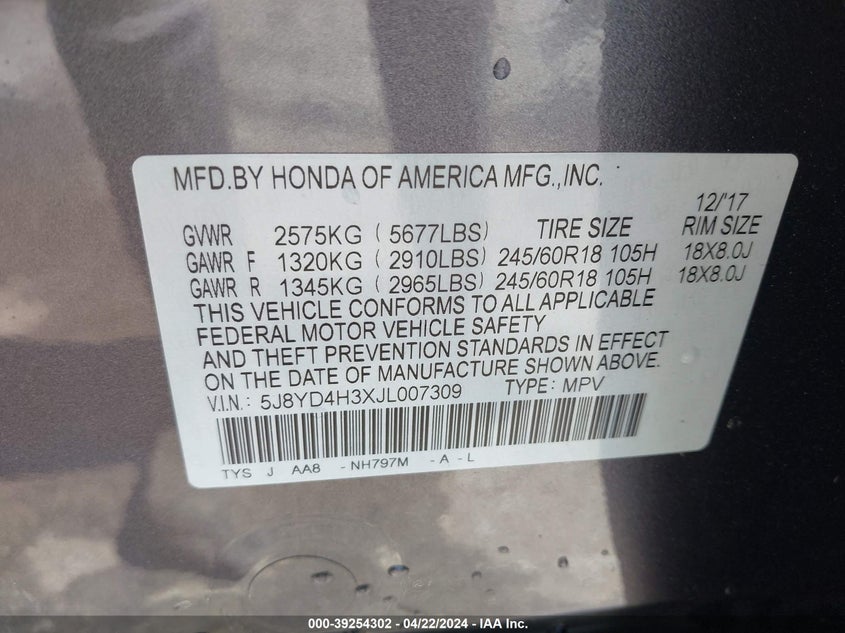 MFD.BY HONDA OF AMERICA MFG.,INC.
12/'17
GVWR 2575KG ( 5677LBS) TIRE SIZE RIM SIZE
GAWR F 1320KG ( 2910LBS) 245/60R18 105H 18X8.0J
GAWR R 1345KG ( 2965LBS) 245/60R18 105H 18X8.0J
THIS VEHICLE CONFORMS TO ALL APPLICABLE
FEDERAL MOTOR VEHICLE SAFETY
AND THEFT PREVENTION STANDARDS IN EFFECT
ON THE DATE OF MANUFACTURE SHOWN ABOVE.
V.I.N.: 5J8YD4H3XJL007309 TYPE: MPV
TYS J AA8 - NH797M - A - L
000-39254302 - 04/22/2024 - IAA Inc.